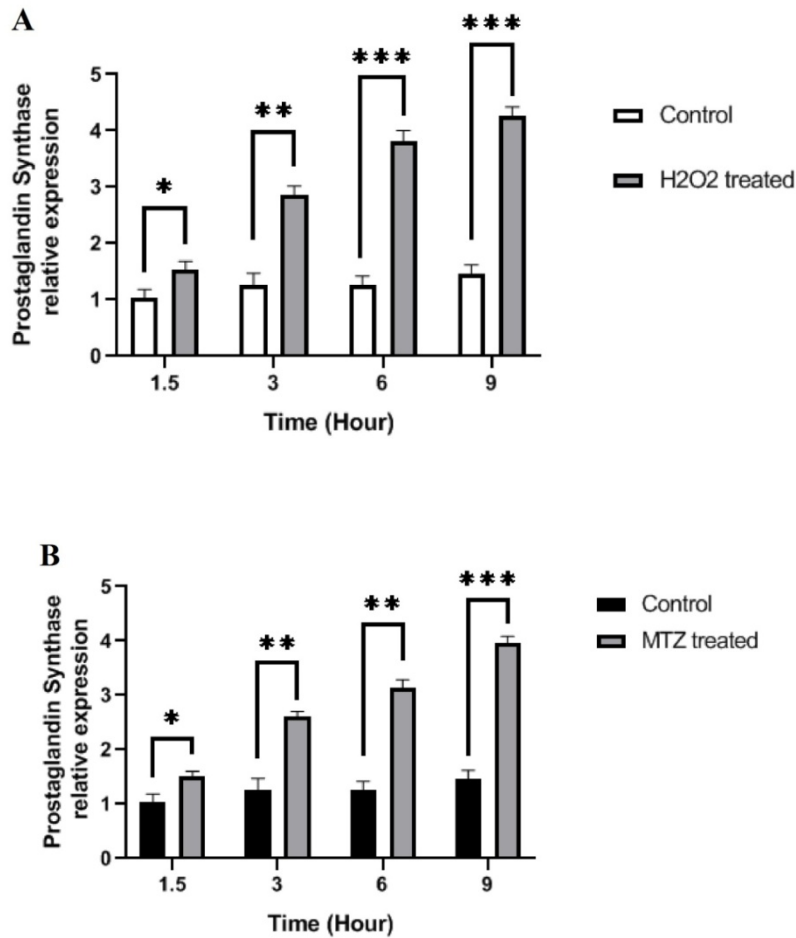 A
Prostaglandin Synthase
relative expression
5
4
3
2
1
0
*
**
***
***
1.5
3
6
9
Time (Hour)
Control
H2O2 treated
B
Prostaglandin Synthase
relative expression
5
4
3
2
1
0
*
**
**
***
1.5
3
6
9
Time (Hour)
Control
MTZ treated